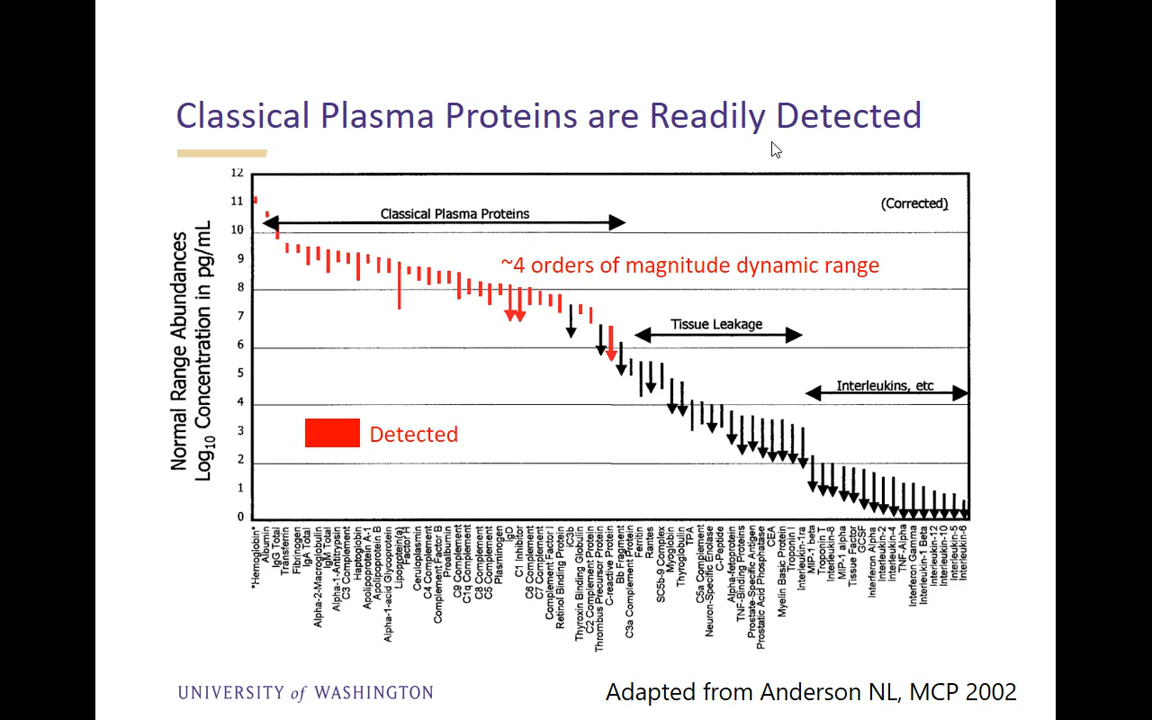 Classical Plasma Proteins are Readily Detected
12
11
10
9
8
7
6
5
4
3
2
1
0
Normal Range Abundances
Log10 Concentration in pg/mL
Classical Plasma Proteins
(Corrected)
~4 orders of magnitude dynamic range
Tissue Leakage
Interleukins, etc
Detected
*Hemoglobin*
Albumin
IgG Total
Transferrin
Fibrinogen
IgA Total
Alpha-2-Macroglobulin
IgM Total
Alpha-1-Antitrypsin
C3 Complement
Haptoglobin
Apolipoprotein A-1
Apolipoprotein B
Alpha-1-acid Glycoprotein
Lipoprotein(a)
Factor H
Ceruloplasmin
C4 Complement
Complement Factor B
Prealbumin
C9 Complement
C1q Complement
C8 Complement
C5 Complement
Plasminogen
IgD
C1 Inhibitor
C6 Complement
C7 Complement
Complement Factor I
Retinol Binding Protein
iC3b
Thyroxin Binding Globulin
C2 Complement Protein
Thrombus Precursor Protein
C-reactive Protein
Bb Fragment
C3a Complement Protein
Ferritin
Rantes
SC5b-9 Complex
Myoglobin
Thyroglobulin
TPA
C5a Complement
Neuron-Specific Enolase
C-Peptide
Alpha-fetoprotein
TNF-Binding Proteins
Prostate-Specific Antigen
Prostatic Acid Phosphatase
CEA
Myelin Basic Protein
Troponin I
Interleukin-1ra
MIP-1 beta
Troponin T
Interleukin-8
MIP-1 alpha
Tissue Factor
GCSF
Interferon Alpha
Interleukin-2
Interleukin-4
TNF-Alpha
Interferon Gamma
Interleukin-1 Beta
Interleukin-12
Interleukin-10
Interleukin-5
Interleukin-6
UNIVERSITY of WASHINGTON
Adapted from Anderson NL, MCP 2002